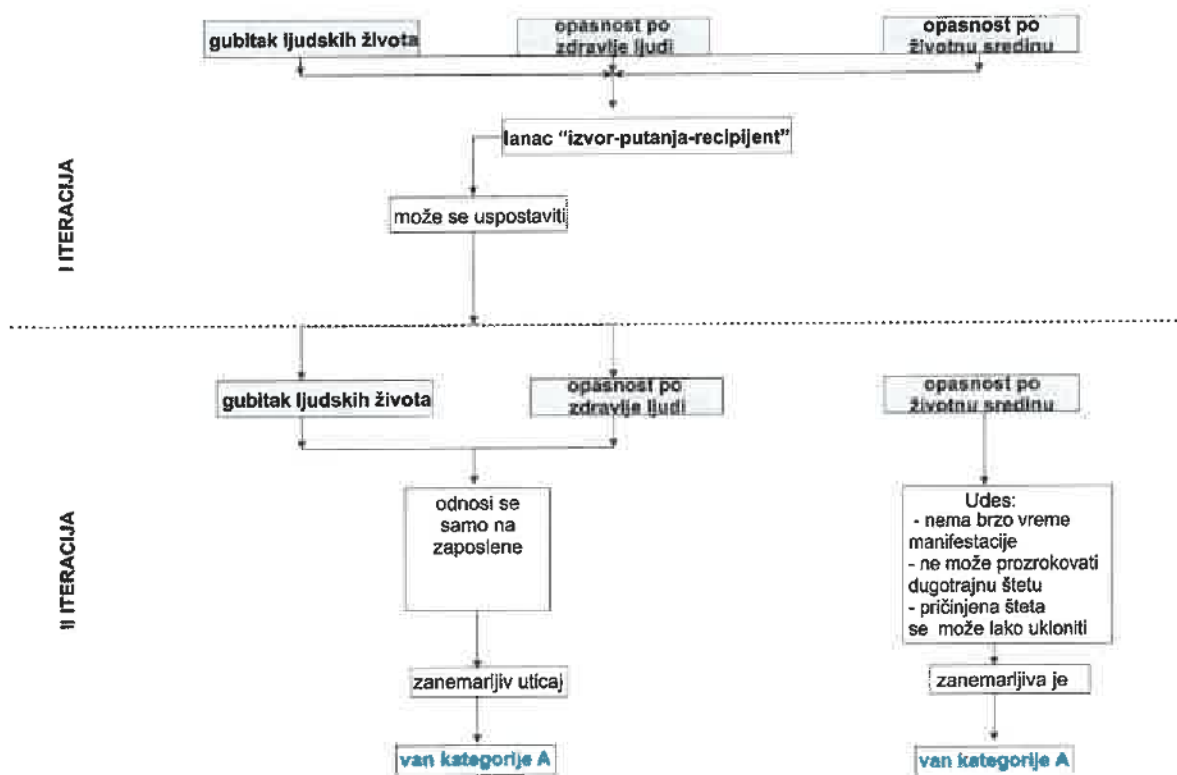 gubitak ljudskih života
opasnost po
zdravlje ljudi
opasnost po
životnu sredinu
lanac “izvor-putanja-recipijent”
može se uspostaviti
I ITERACIJA
gubitak ljudskih života
opasnost po
zdravlje ljudi
opasnost po
životnu sredinu
odnosi se
samo na
zaposlene
Udes:
- nema brzo vreme
manifestacije
- ne može prozrokovati
dugotrajnu štetu
- pričinjena šteta
se može lako ukloniti
II ITERACIJA
zanemarljiv uticaj
zanemarljiva je
van kategorije A
van kategorije A